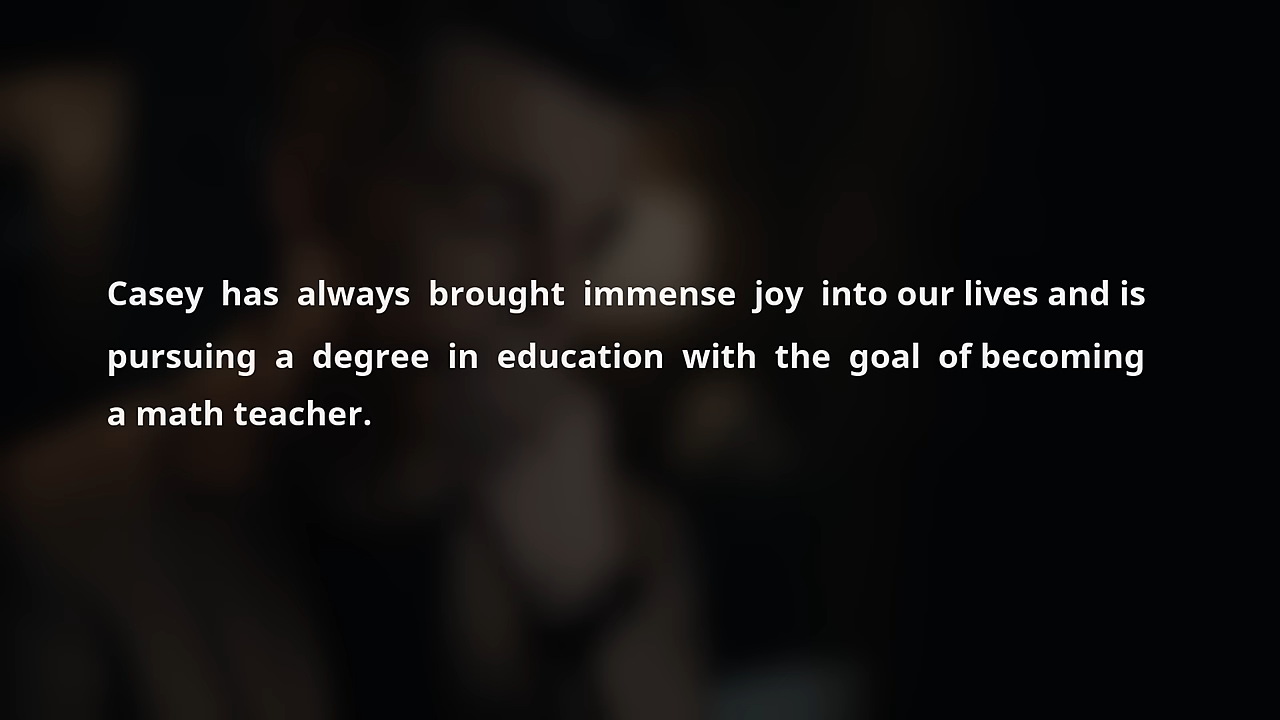 Casey has always brought immense joy into our lives and is
pursuing a degree in education with the goal of becoming
a math teacher.